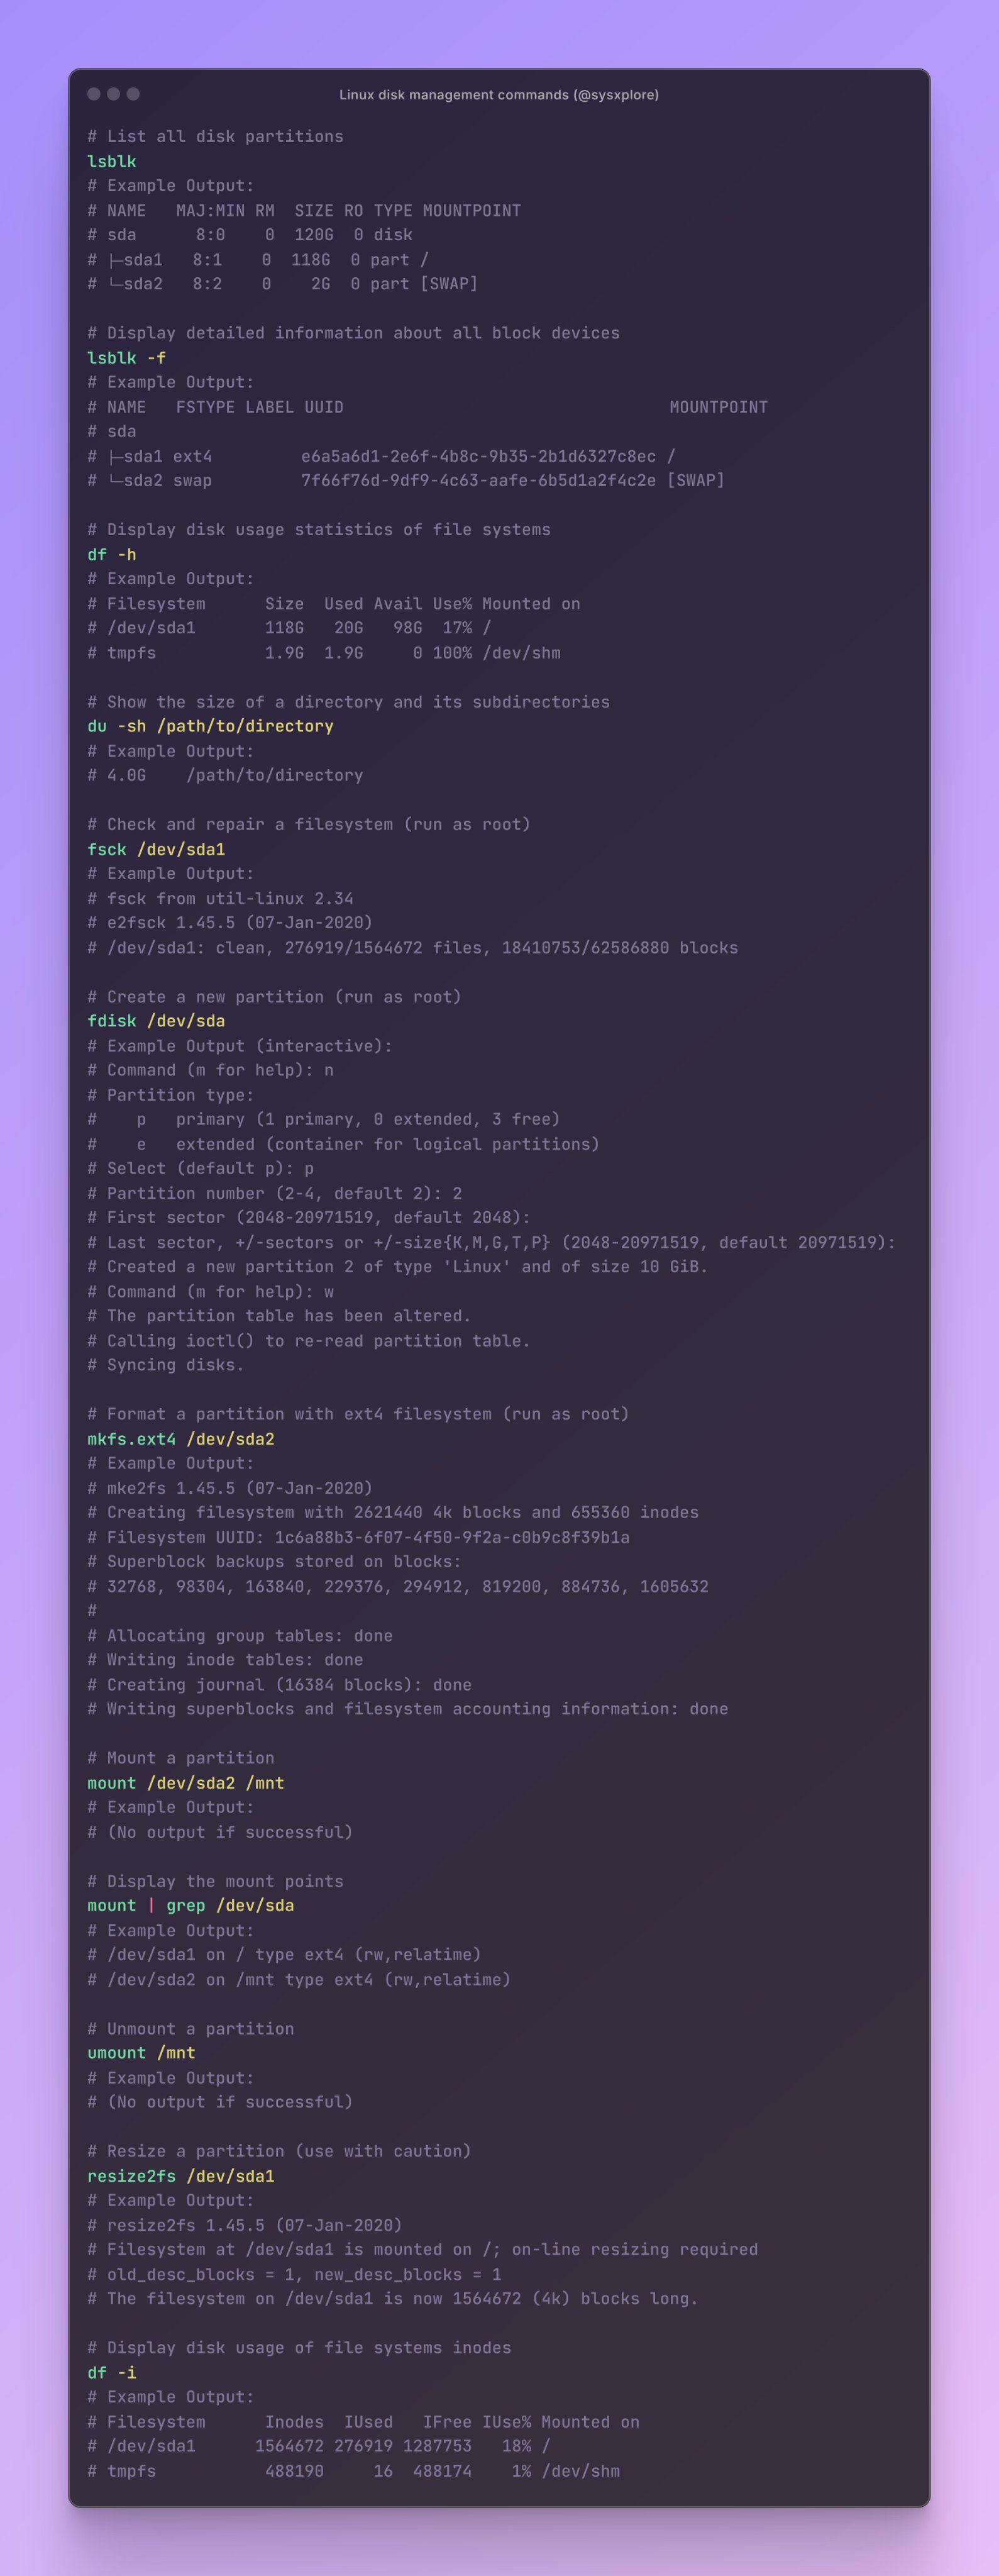 Linux disk management commands (@sysxplore)
# List all disk partitions
lsblk
# Example Output:
# NAME   MAJ:MIN RM  SIZE RO TYPE MOUNTPOINT
# sda      8:0    0  120G  0 disk
# ├─sda1   8:1    0  118G  0 part /
# └─sda2   8:2    0    2G  0 part [SWAP]

# Display detailed information about all block devices
lsblk -f
# Example Output:
# NAME   FSTYPE LABEL UUID                                 MOUNTPOINT
# sda
# ├─sda1 ext4         e6a5a6d1-2e6f-4b8c-9b35-2b1d6327c8ec /
# └─sda2 swap         7f66f76d-9df9-4c63-aafe-6b5d1a2f4c2e [SWAP]

# Display disk usage statistics of file systems
df -h
# Example Output:
# Filesystem      Size  Used Avail Use% Mounted on
# /dev/sda1       118G   20G   98G  17% /
# tmpfs           1.9G  1.9G     0 100% /dev/shm

# Show the size of a directory and its subdirectories
du -sh /path/to/directory
# Example Output:
# 4.0G    /path/to/directory

# Check and repair a filesystem (run as root)
fsck /dev/sda1
# Example Output:
# fsck from util-linux 2.34
# e2fsck 1.45.5 (07-Jan-2020)
# /dev/sda1: clean, 276919/1564672 files, 18410753/62586880 blocks

# Create a new partition (run as root)
fdisk /dev/sda
# Example Output (interactive):
# Command (m for help): n
# Partition type:
#    p   primary (1 primary, 0 extended, 3 free)
#    e   extended (container for logical partitions)
# Select (default p): p
# Partition number (2-4, default 2): 2
# First sector (2048-20971519, default 2048):
# Last sector, +/-sectors or +/-size{K,M,G,T,P} (2048-20971519, default 20971519):
# Created a new partition 2 of type 'Linux' and of size 10 GiB.
# Command (m for help): w
# The partition table has been altered.
# Calling ioctl() to re-read partition table.
# Syncing disks.

# Format a partition with ext4 filesystem (run as root)
mkfs.ext4 /dev/sda2
# Example Output:
# mke2fs 1.45.5 (07-Jan-2020)
# Creating filesystem with 2621440 4k blocks and 655360 inodes
# Filesystem UUID: 1c6a88b3-6f07-4f50-9f2a-c0b9c8f39b1a
# Superblock backups stored on blocks:
# 32768, 98304, 163840, 229376, 294912, 819200, 884736, 1605632
#
# Allocating group tables: done
# Writing inode tables: done
# Creating journal (16384 blocks): done
# Writing superblocks and filesystem accounting information: done

# Mount a partition
mount /dev/sda2 /mnt
# Example Output:
# (No output if successful)

# Display the mount points
mount | grep /dev/sda
# Example Output:
# /dev/sda1 on / type ext4 (rw,relatime)
# /dev/sda2 on /mnt type ext4 (rw,relatime)

# Unmount a partition
umount /mnt
# Example Output:
# (No output if successful)

# Resize a partition (use with caution)
resize2fs /dev/sda1
# Example Output:
# resize2fs 1.45.5 (07-Jan-2020)
# Filesystem at /dev/sda1 is mounted on /; on-line resizing required
# old_desc_blocks = 1, new_desc_blocks = 1
# The filesystem on /dev/sda1 is now 1564672 (4k) blocks long.

# Display disk usage of file systems inodes
df -i
# Example Output:
# Filesystem      Inodes  IUsed   IFree IUse% Mounted on
# /dev/sda1      1564672 276919 1287753   18% /
# tmpfs           488190     16  488174    1% /dev/shm